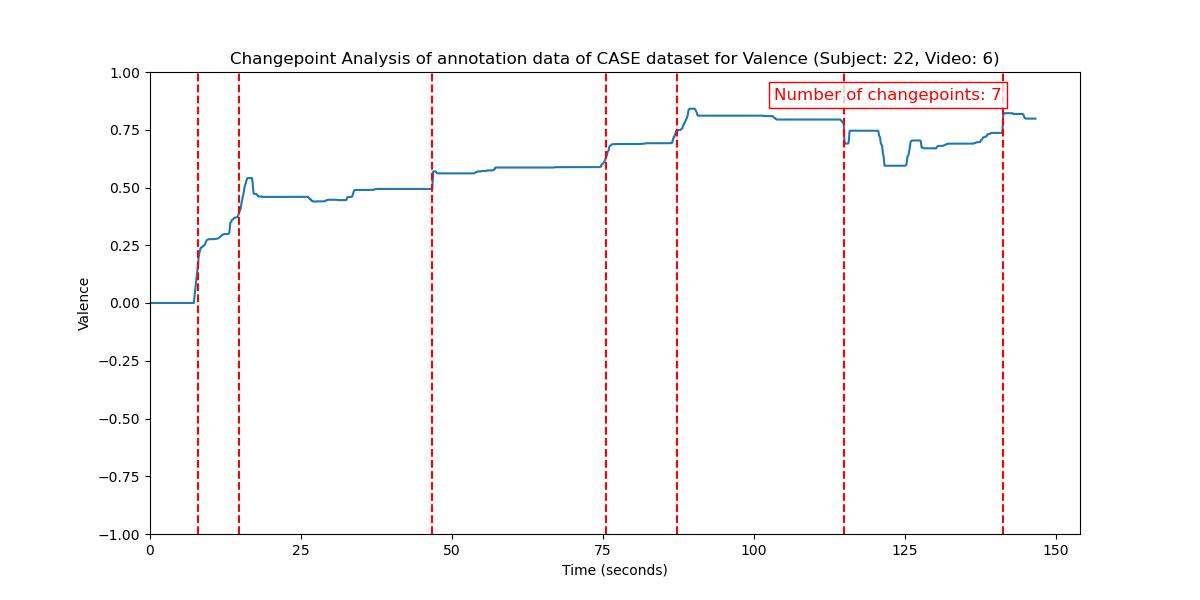 Changepoint Analysis of annotation data of CASE dataset for Valence (Subject: 22, Video: 6)
Number of changepoints: 7
1.00
0.75
0.50
0.25
0.00
−0.25
−0.50
−0.75
−1.00
Valence
0 25 50 75 100 125 150
Time (seconds)